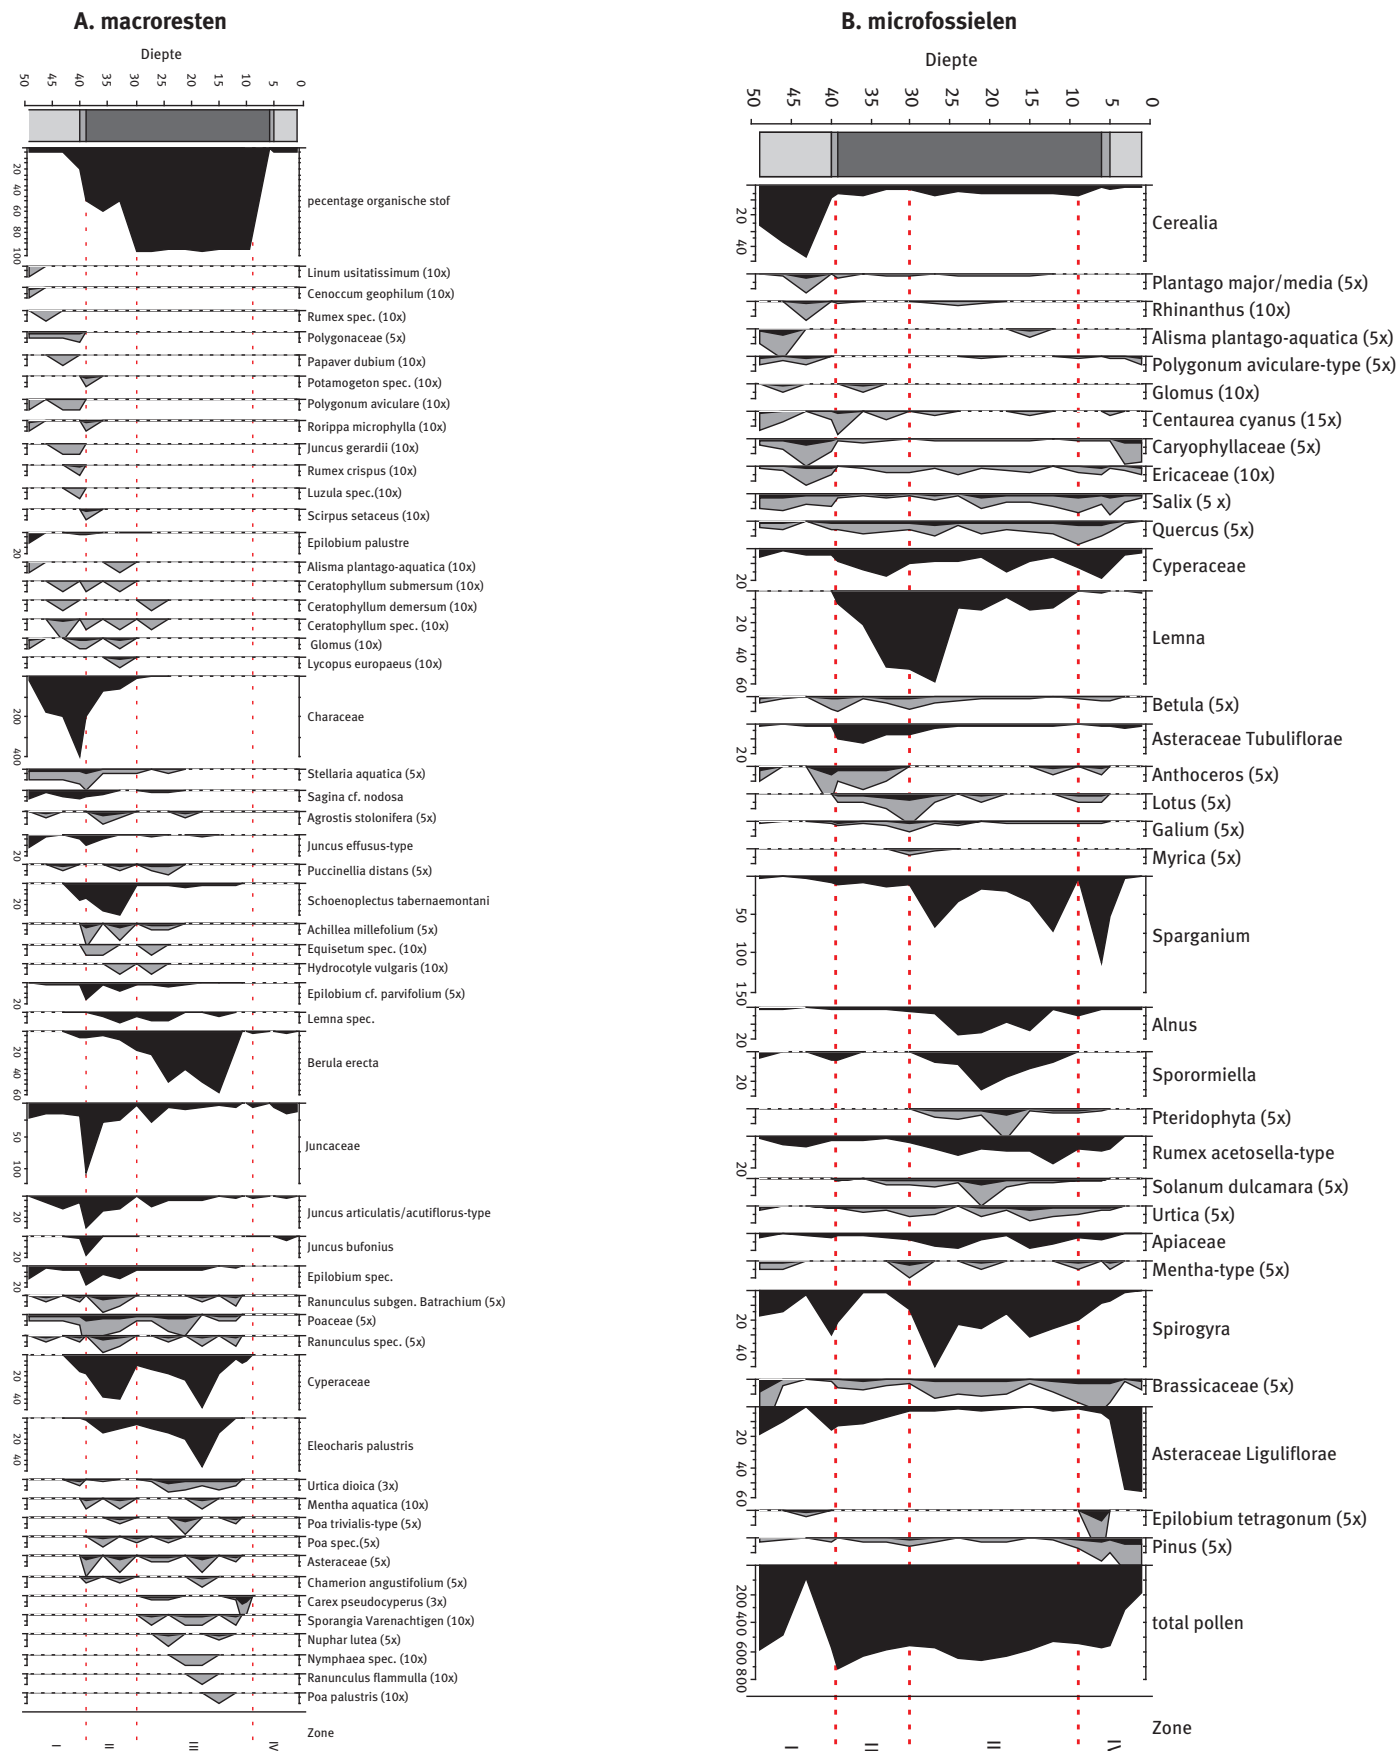 A. macroresten
Diepte
50 45 40 35 30 25 20 15 10 5 0
20 40 60 80 100
pecentage organische stof
Linum usitatissimum (10x)
Cenoccum geophilum (10x)
Rumex spec. (10x)
Polygonaceae (5x)
Papaver dubium (10x)
Potamogeton spec. (10x)
Polygonum aviculare (10x)
Rorippa microphylla (10x)
Juncus gerardii (10x)
Rumex crispus (10x)
Luzula spec.(10x)
Scirpus setaceus (10x)
20
Epilobium palustre
Alisma plantago-aquatica (10x)
Ceratophyllum submersum (10x)
Ceratophyllum demersum (10x)
Ceratophyllum spec. (10x)
Glomus (10x)
Lycopus europaeus (10x)
200 400
Characeae
Stellaria aquatica (5x)
Sagina cf. nodosa
Agrostis stolonifera (5x)
20
Juncus effusus-type
Puccinellia distans (5x)
20
Schoenoplectus tabernaemontani
Achillea millefolium (5x)
Equisetum spec. (10x)
Hydrocotyle vulgaris (10x)
20
Epilobium cf. parvifolium (5x)
Lemna spec.
20 40 60
Berula erecta
50 100
Juncaceae
20
Juncus articulatis/acutiflorus-type
20
Juncus bufonius
20
Epilobium spec.
Ranunculus subgen. Batrachium (5x)
Poaceae (5x)
Ranunculus spec. (5x)
20 40
Cyperaceae
20 40
Eleocharis palustris
Urtica dioica (3x)
Mentha aquatica (10x)
Poa trivialis-type (5x)
Poa spec.(5x)
Asteraceae (5x)
Chamerion angustifolium (5x)
Carex pseudocyperus (3x)
Sporangia Varenachtigen (10x)
Nuphar lutea (5x)
Nymphaea spec. (10x)
Ranunculus flammulla (10x)
Poa palustris (10x)
Zone
I II III IV
B. microfossielen
Diepte
50 45 40 35 30 25 20 15 10 5 0
20 40
Cerealia
Plantago major/media (5x)
Rhinanthus (10x)
Alisma plantago-aquatica (5x)
Polygonum aviculare-type (5x)
Glomus (10x)
Centaurea cyanus (15x)
Caryophyllaceae (5x)
Ericaceae (10x)
Salix (5 x)
Quercus (5x)
20
Cyperaceae
20 40 60
Lemna
Betula (5x)
20
Asteraceae Tubuliflorae
Anthoceros (5x)
Lotus (5x)
Galium (5x)
Myrica (5x)
50 100 150
Sparganium
20
Alnus
20
Sporormiella
Pteridophyta (5x)
20
Rumex acetosella-type
Solanum dulcamara (5x)
Urtica (5x)
Apiaceae
Mentha-type (5x)
20 40
Spirogyra
Brassicaceae (5x)
20 40 60
Asteraceae Liguliflorae
Epilobium tetragonum (5x)
Pinus (5x)
200 400 600 800
total pollen
Zone
I II II IV